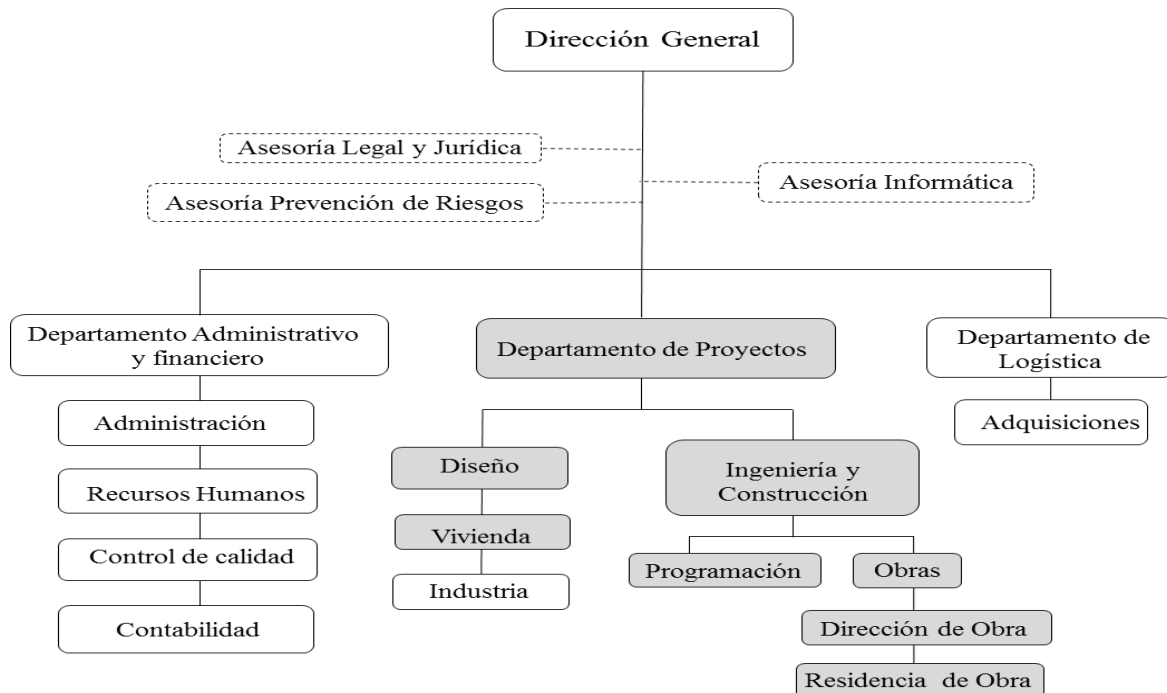 Dirección General
Asesoría Legal y Jurídica
Asesoría Informática
Asesoría Prevención de Riesgos
Departamento Administrativo
y financiero
Departamento de Proyectos
Departamento de
Logística
Administración
Adquisiciones
Diseño
Ingeniería y
Construcción
Recursos Humanos
Vivienda
Control de calidad
Programación
Obras
Industria
Contabilidad
Dirección de Obra
Residencia de Obra